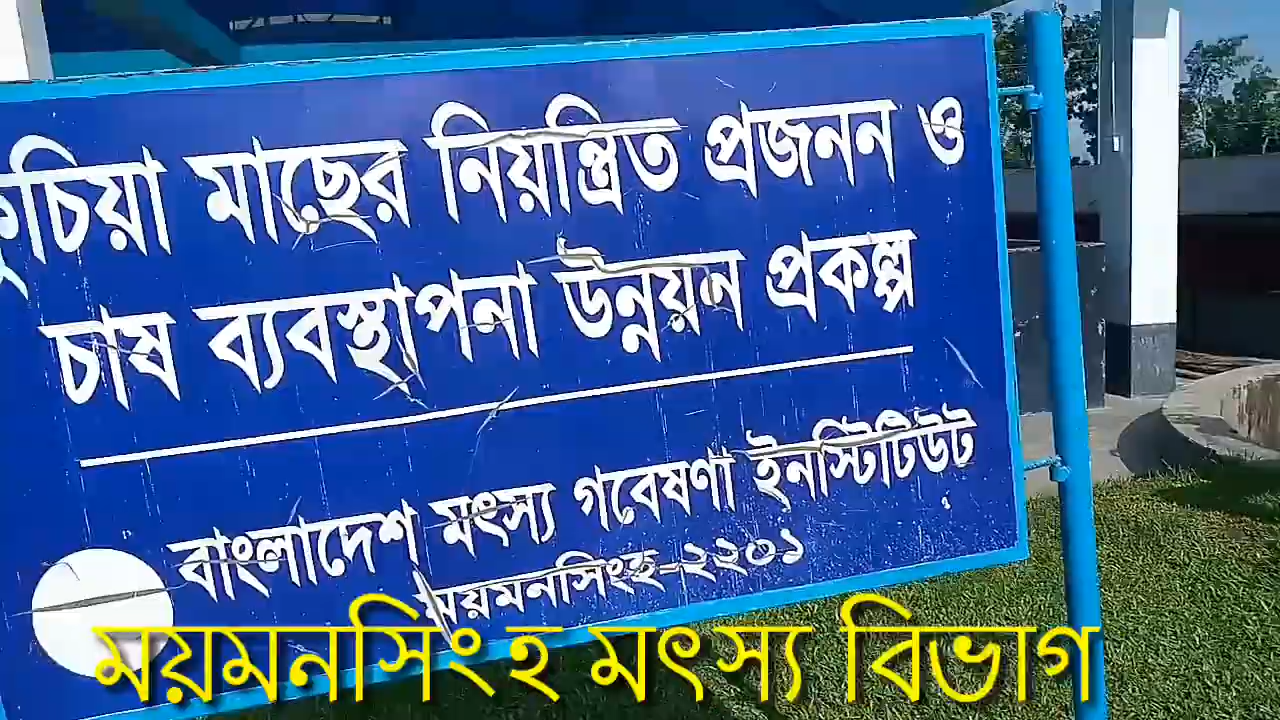 কুচিয়া মাছের নিয়ন্ত্রিত প্রজনন ও
চাষ ব্যবস্থাপনা উন্নয়ন প্রকল্প
বাংলাদেশ মৎস্য গবেষণা ইনস্টিটিউট
ময়মনসিংহ-২২০১
ময়মনসিংহ মৎস্য বিভাগ